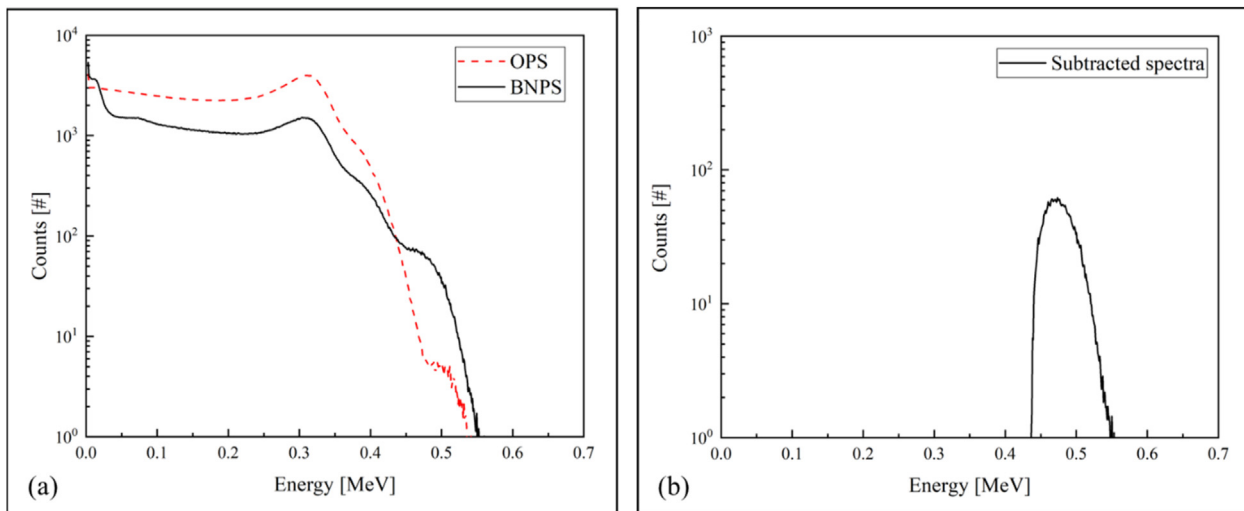 OPS
BNPS
10^4
10^3
10^2
10^1
10^0
Counts [#]
0.0 0.1 0.2 0.3 0.4 0.5 0.6 0.7
Energy [MeV]
(a)
Subtracted spectra
10^3
10^2
10^1
10^0
Counts [#]
0.0 0.1 0.2 0.3 0.4 0.5 0.6 0.7
Energy [MeV]
(b)